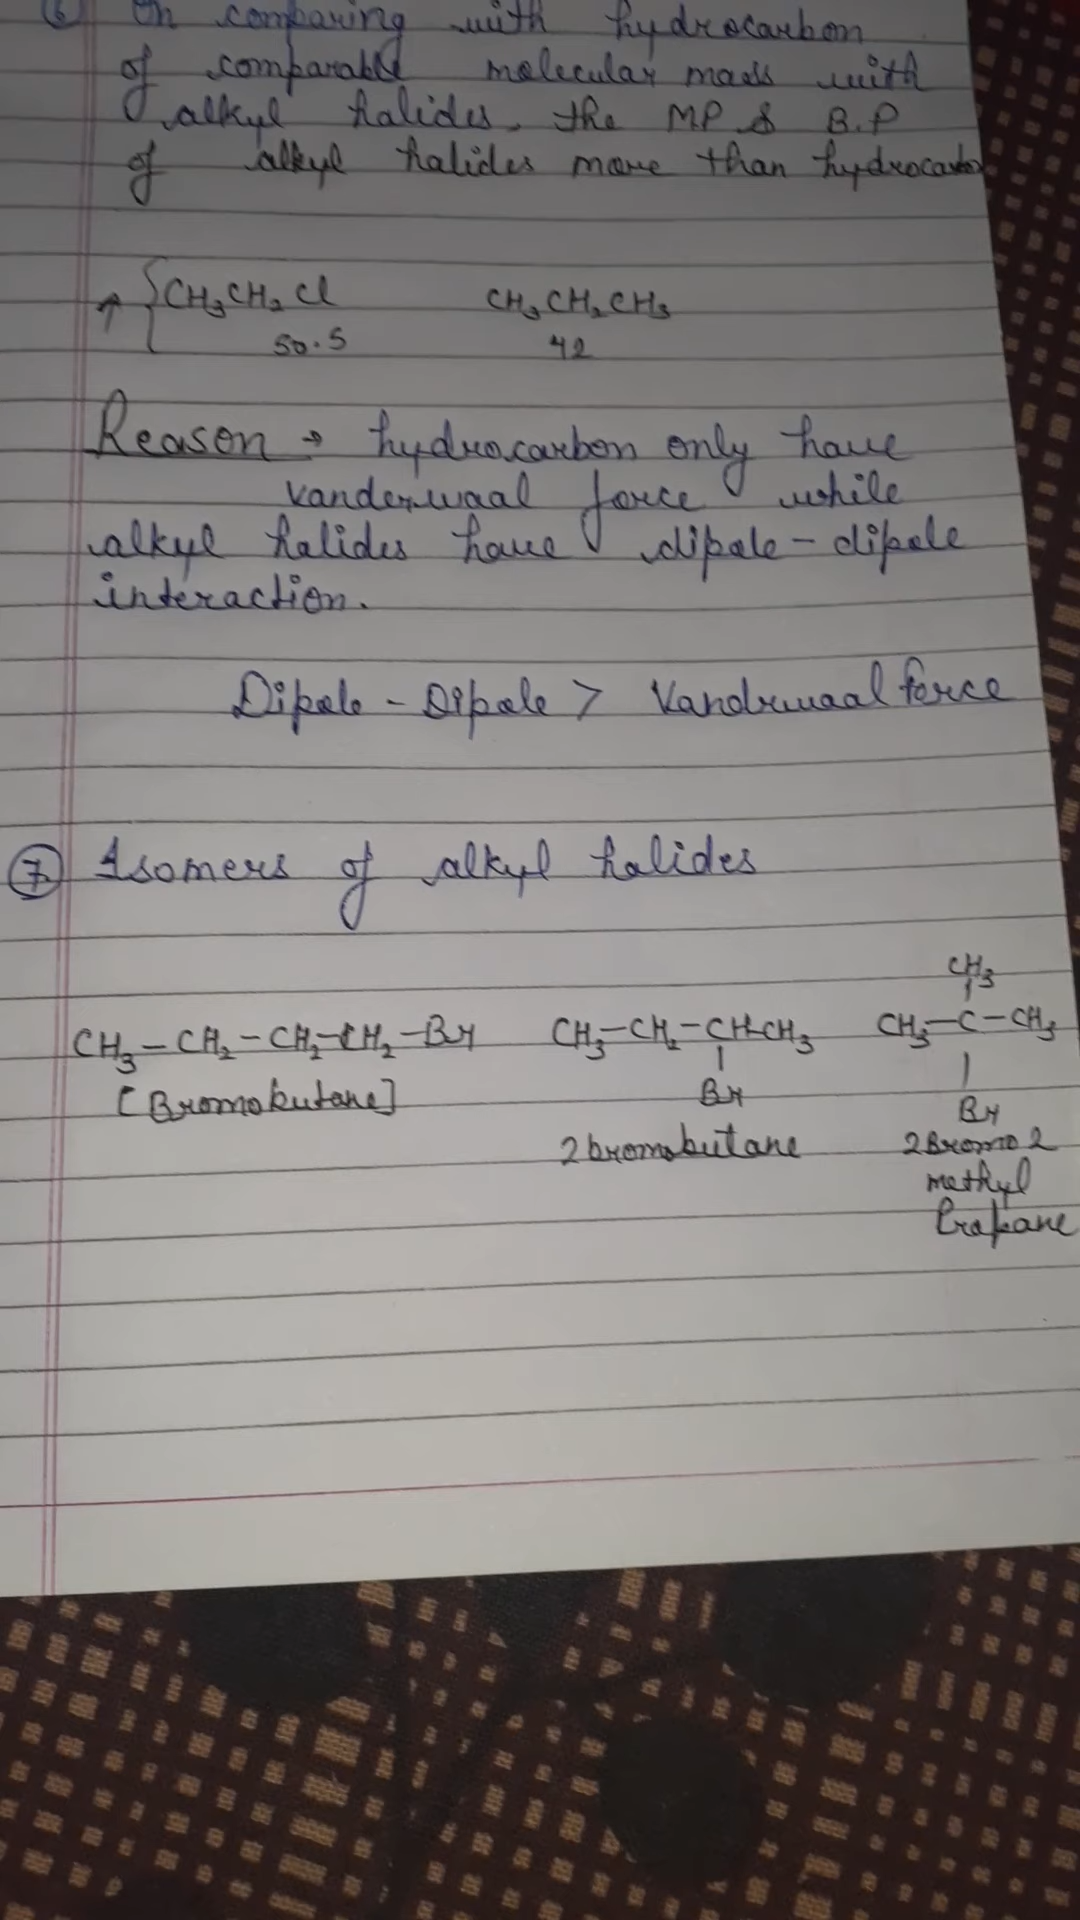 6 On comparing with hydrocarbon
of comparable molecular mass with
alkyl halides, the MP & B.P
of alkyl halides more than hydrocarbon
CH3CH2Cl CH3CH2CH3
50.5 42
Reason → hydrocarbon only have
vanderwaal force while
alkyl halides have dipole-dipole
interaction.
Dipole - Dipole > Vandrwaal force
7 Isomers of alkyl halides
CH3
CH3-CH2-CH2-CH2-Br CH3-CH2-CH-CH3 CH3-C-CH3
[Bromobutane] Br Br
2 bromobutane 2 Bromo 2
methyl
Propane